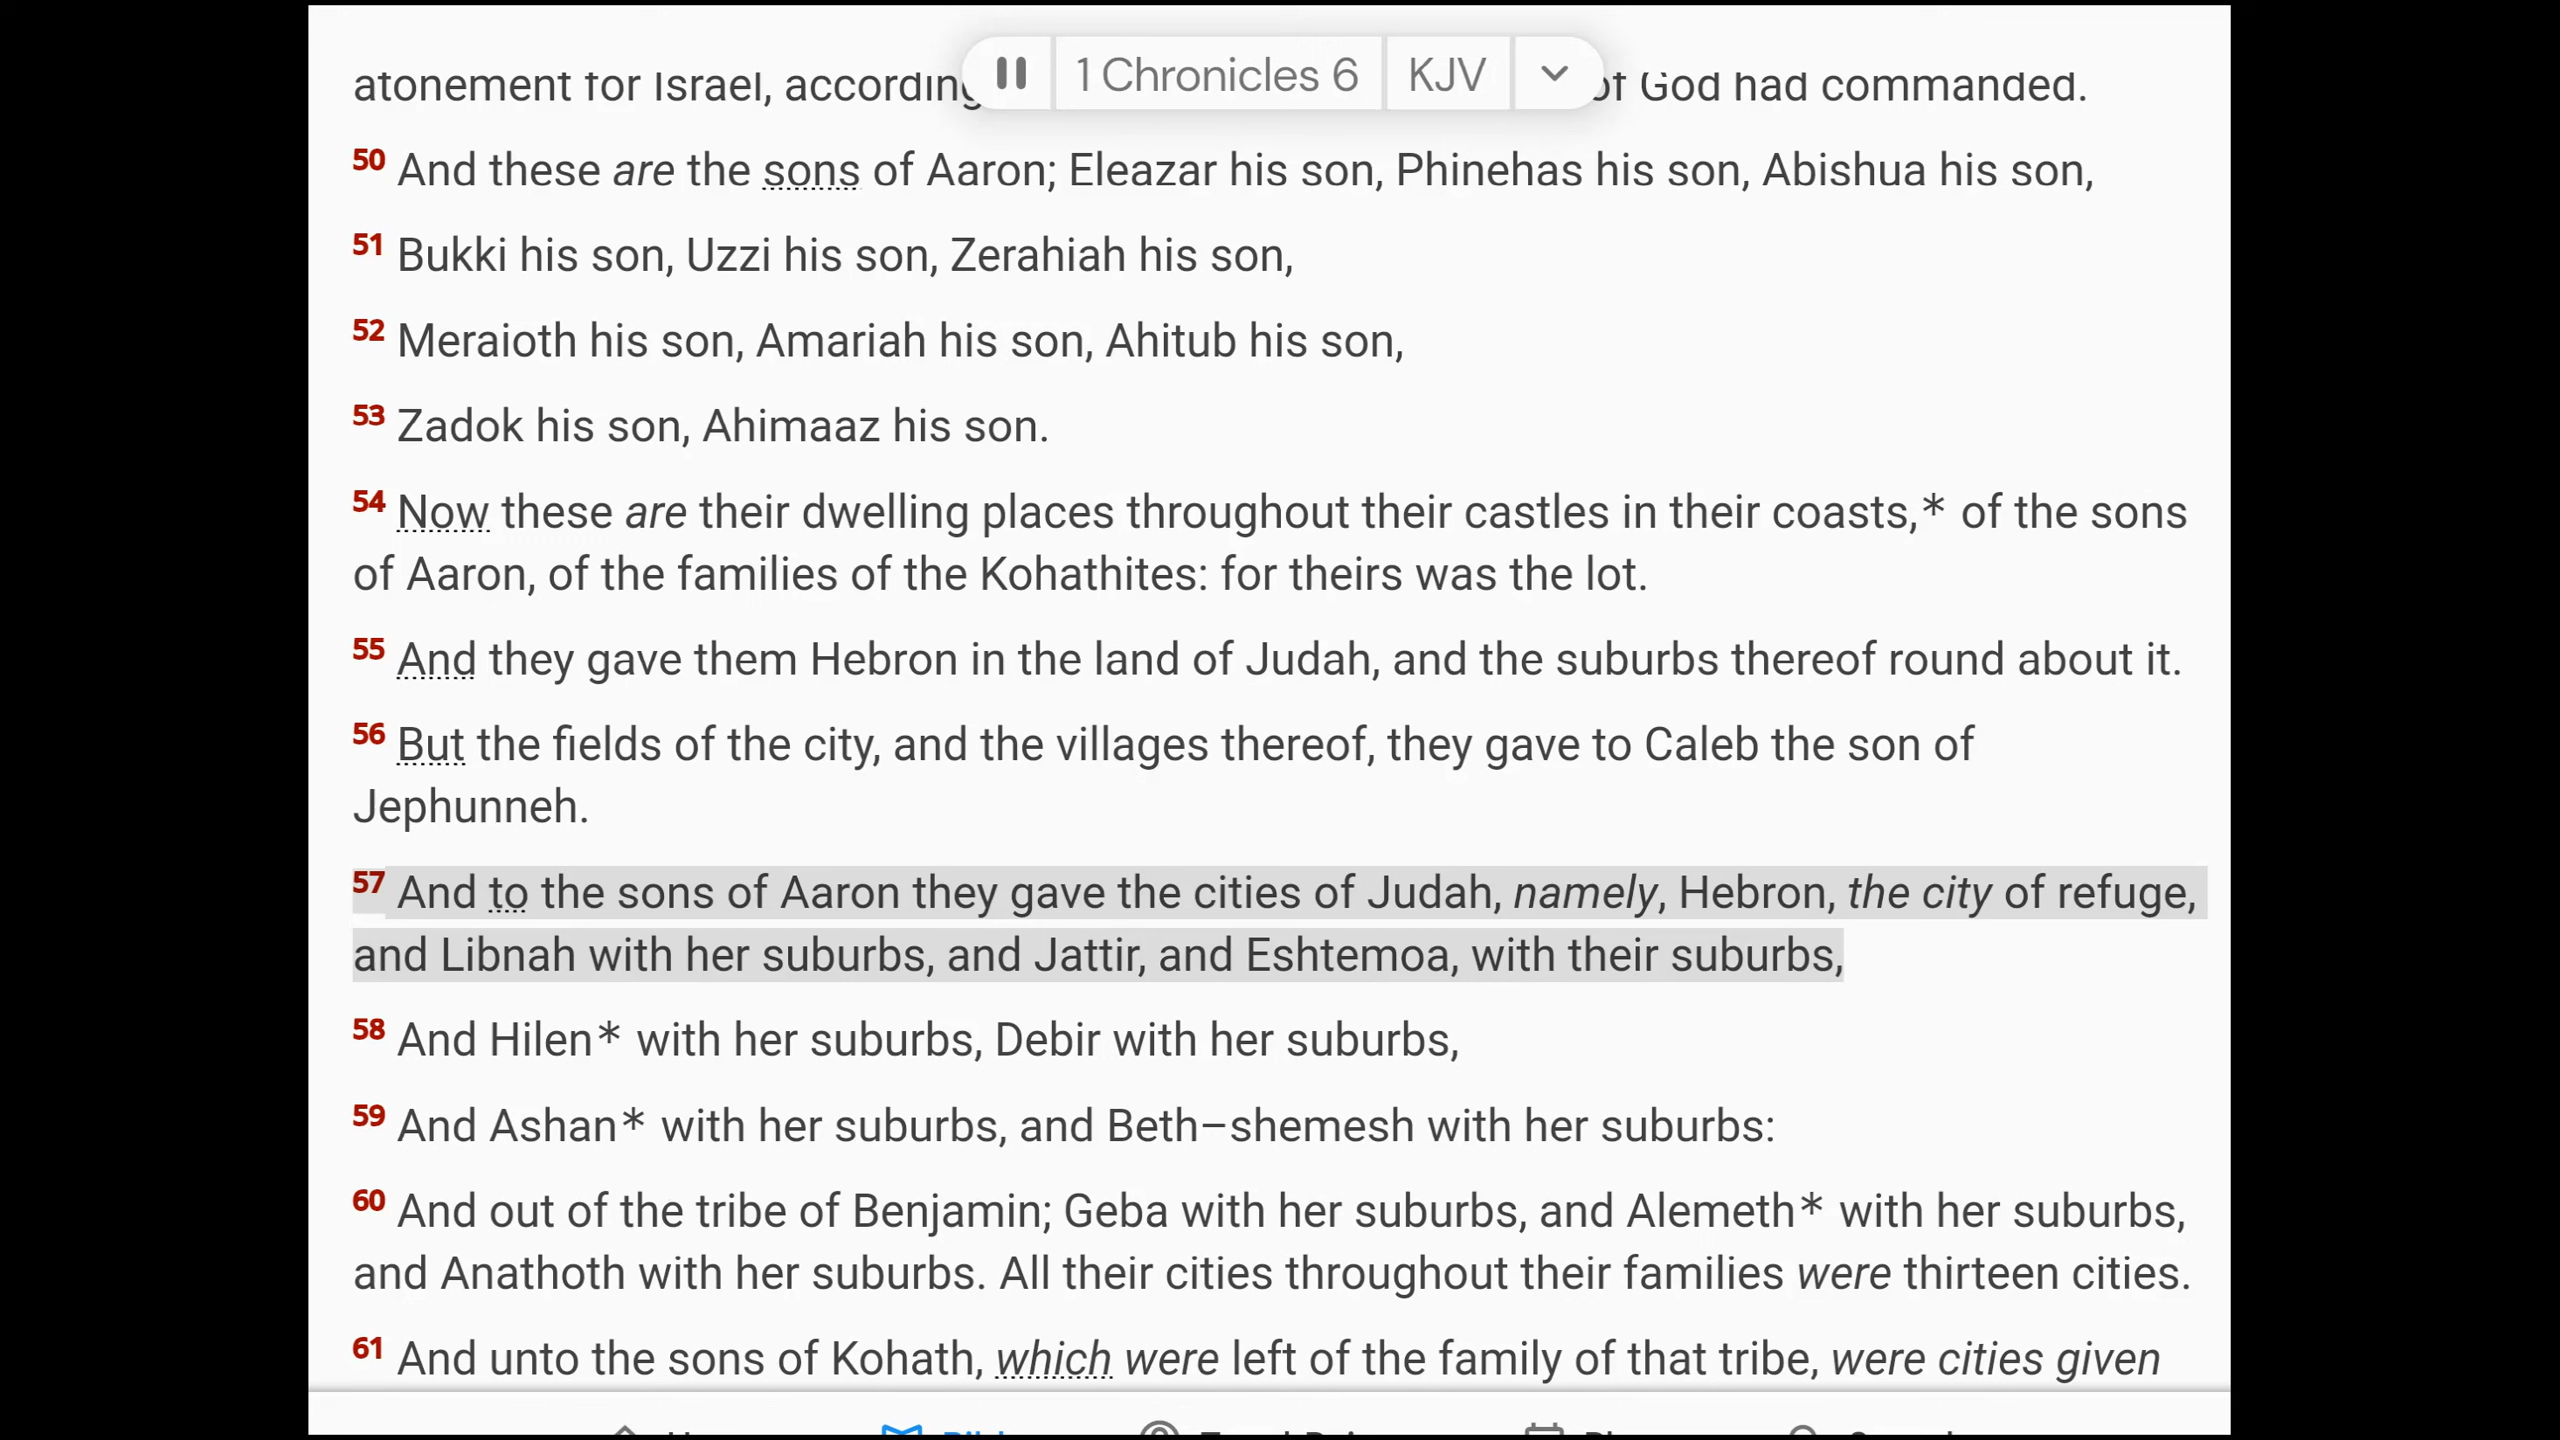 1 Chronicles 6 KJV
atonement for Israel, according of God had commanded.
50 And these are the sons of Aaron; Eleazar his son, Phinehas his son, Abishua his son,
51 Bukki his son, Uzzi his son, Zerahiah his son,
52 Meraioth his son, Amariah his son, Ahitub his son,
53 Zadok his son, Ahimaaz his son.
54 Now these are their dwelling places throughout their castles in their coasts,* of the sons
of Aaron, of the families of the Kohathites: for theirs was the lot.
55 And they gave them Hebron in the land of Judah, and the suburbs thereof round about it.
56 But the fields of the city, and the villages thereof, they gave to Caleb the son of
Jephunneh.
57 And to the sons of Aaron they gave the cities of Judah, namely, Hebron, the city of refuge,
and Libnah with her suburbs, and Jattir, and Eshtemoa, with their suburbs,
58 And Hilen* with her suburbs, Debir with her suburbs,
59 And Ashan* with her suburbs, and Beth–shemesh with her suburbs:
60 And out of the tribe of Benjamin; Geba with her suburbs, and Alemeth* with her suburbs,
and Anathoth with her suburbs. All their cities throughout their families were thirteen cities.
61 And unto the sons of Kohath, which were left of the family of that tribe, were cities given